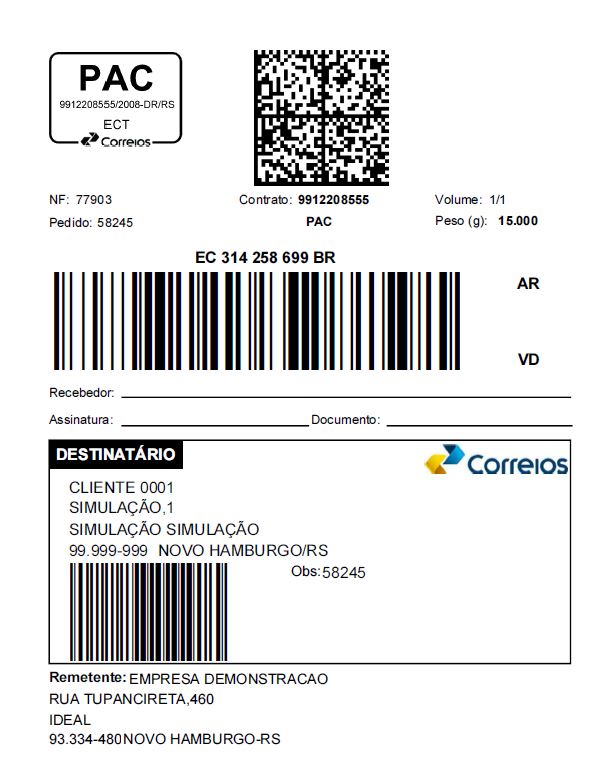 PAC
9912208555/2008-DR/RS
ECT
Correios
NF: 77903 Contrato: 9912208555 Volume: 1/1
Pedido: 58245 PAC Peso (g): 15.000
EC 314 258 699 BR
AR
VD
Recebedor:
Assinatura: Documento:
DESTINATÁRIO
Correios
CLIENTE 0001
SIMULAÇÃO,1
SIMULAÇÃO SIMULAÇÃO
99.999-999 NOVO HAMBURGO/RS
Obs:58245
Remetente: EMPRESA DEMONSTRACAO
RUA TUPANCIRETA,460
IDEAL
93.334-480NOVO HAMBURGO-RS